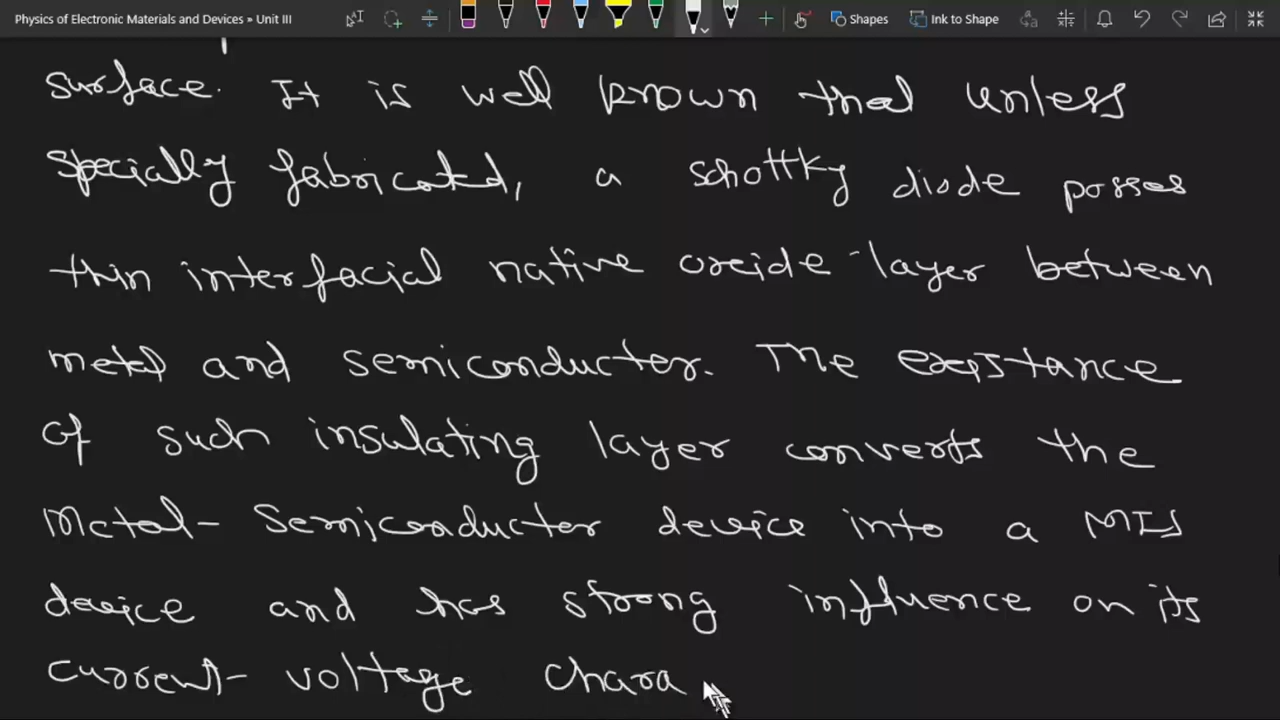 Physics of Electronic Materials and Devices » Unit III
Shapes
Ink to Shape
surface. It is well known that unless
specially fabricated, a schottky diode posses
thin interfacial native oxide layer between
metal and semiconductor. The existance
of such insulating layer converts the
Metal-Semiconductor device into a MIS
device and has strong influence on its
current-voltage chara